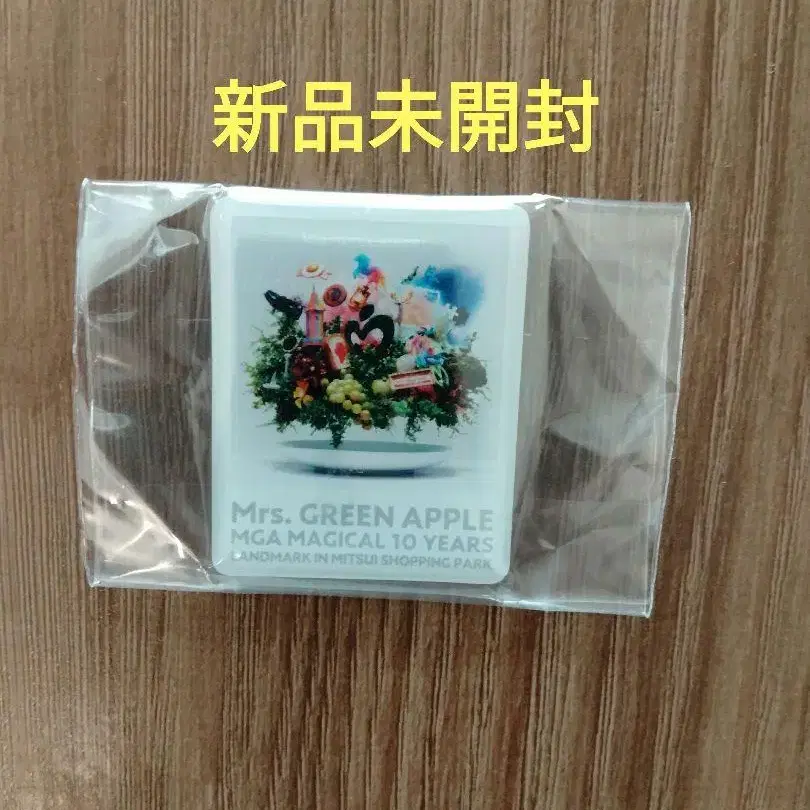 新品未開封
Mrs. GREEN APPLE
MGA MAGICAL 10 YEARS
LANDMARK IN MITSUI SHOPPING PARK